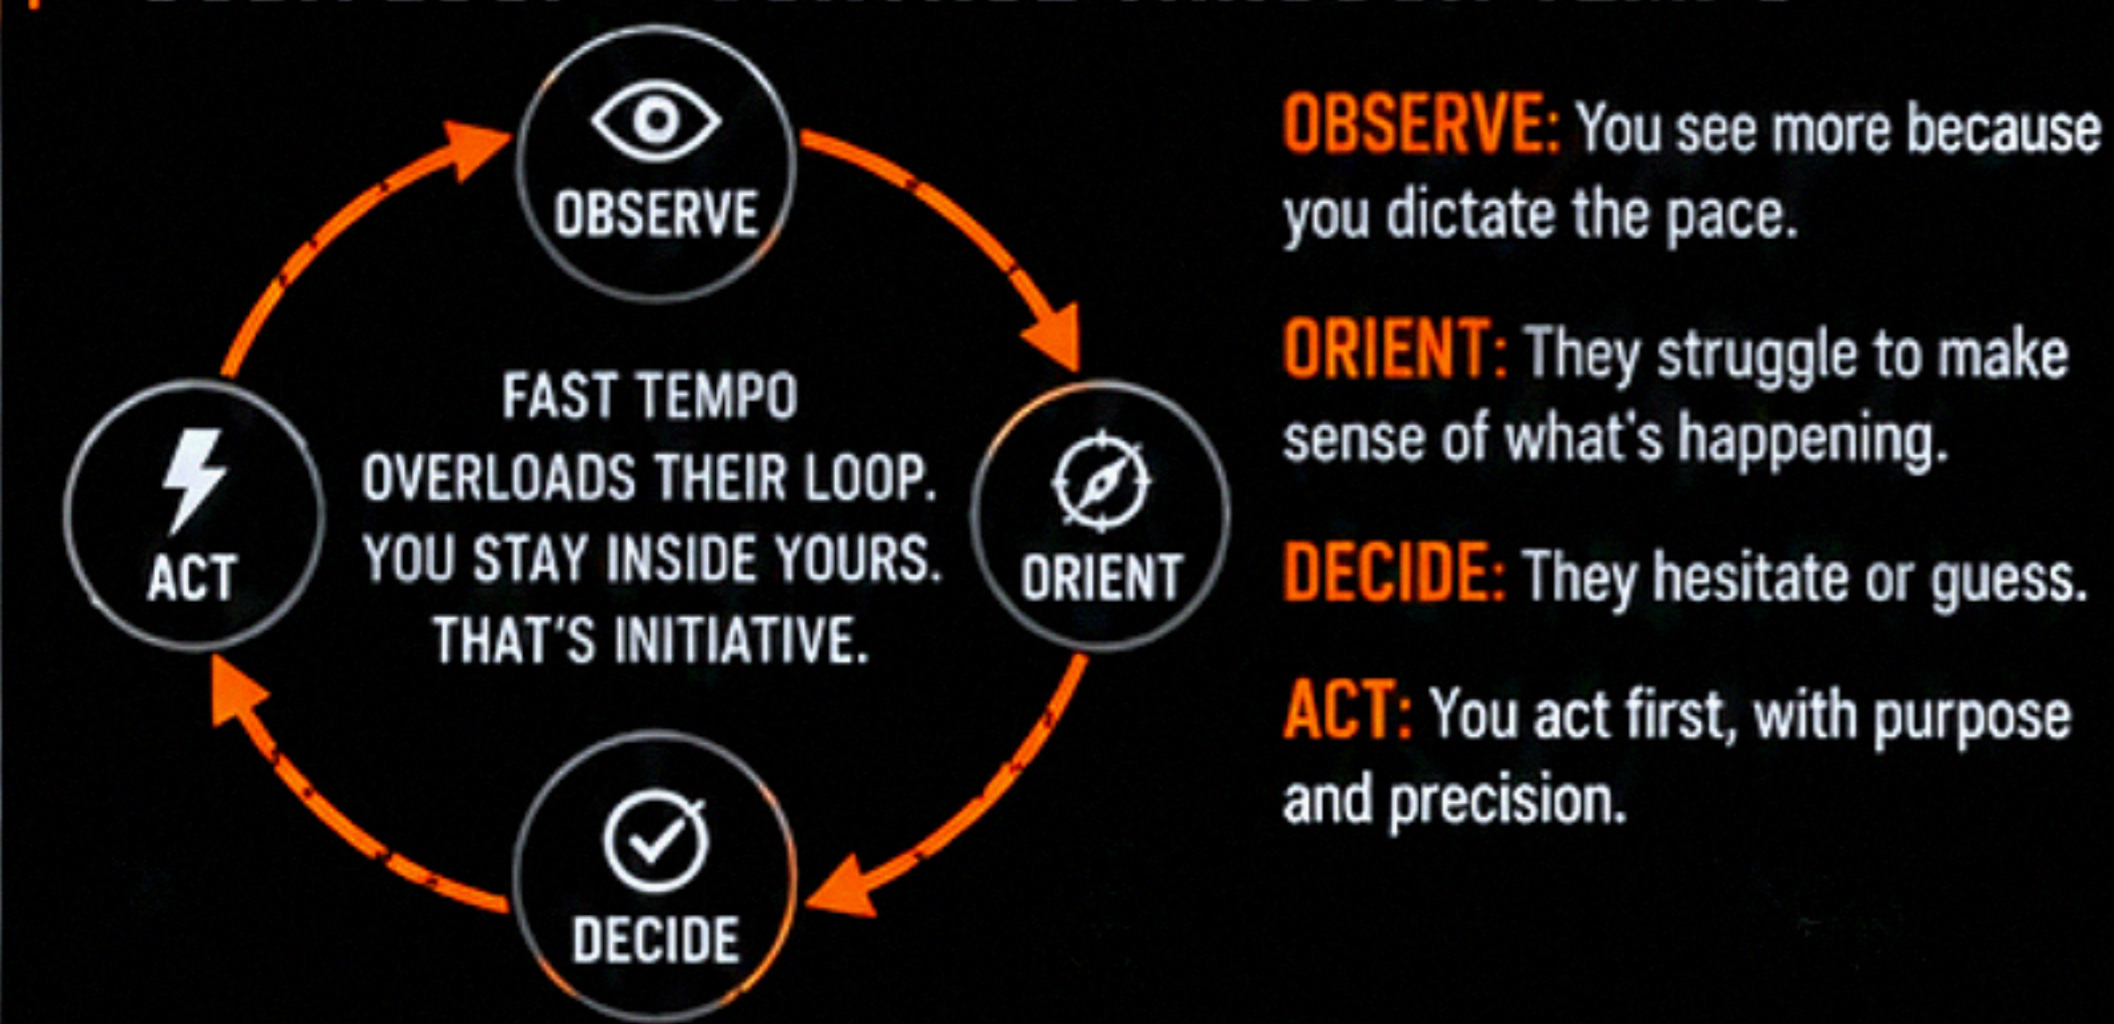 OBSERVE
FAST TEMPO
OVERLOADS THEIR LOOP.
YOU STAY INSIDE YOURS.
THAT'S INITIATIVE.
ACT
ORIENT
DECIDE
OBSERVE: You see more because
you dictate the pace.
ORIENT: They struggle to make
sense of what's happening.
DECIDE: They hesitate or guess.
ACT: You act first, with purpose
and precision.